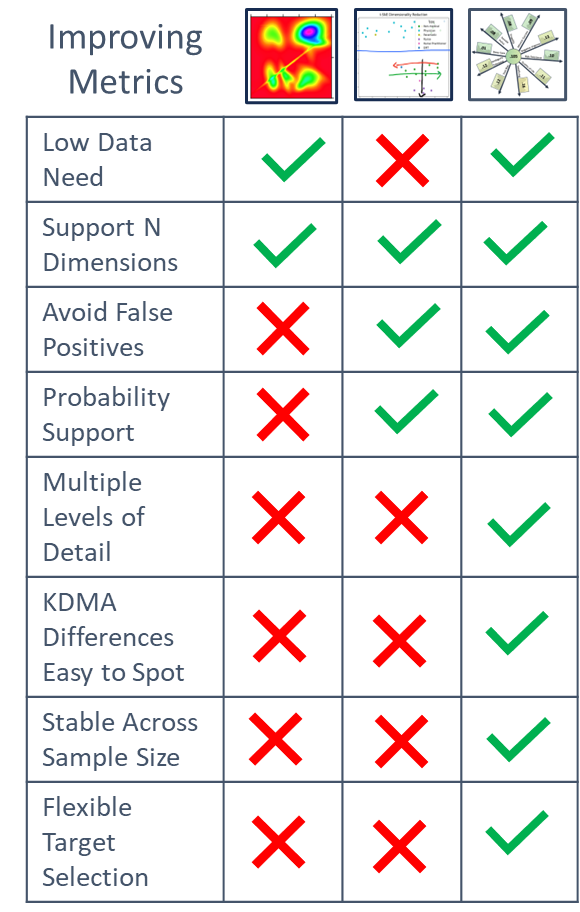 Improving
Metrics
Low Data
Need
Support N
Dimensions
Avoid False
Positives
Probability
Support
Multiple
Levels of
Detail
KDMA
Differences
Easy to Spot
Stable Across
Sample Size
Flexible
Target
Selection